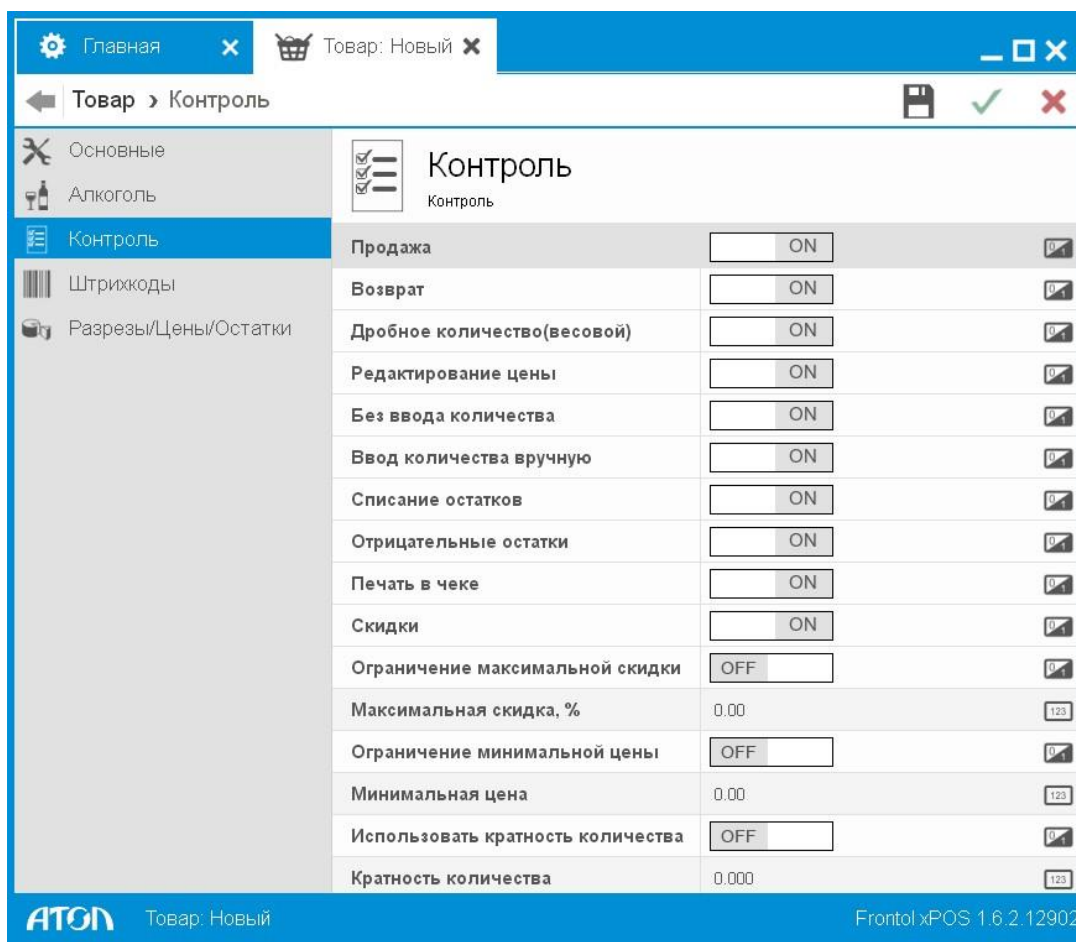 Главная
Товар: Новый
Товар › Контроль
Основные
Алкоголь
Контроль
Штрихкоды
Разрезы/Цены/Остатки
Контроль
Контроль
Продажа ON
Возврат ON
Дробное количество(весовой) ON
Редактирование цены ON
Без ввода количества ON
Ввод количества вручную ON
Списание остатков ON
Отрицательные остатки ON
Печать в чеке ON
Скидки ON
Ограничение максимальной скидки OFF
Максимальная скидка, % 0.00 123
Ограничение минимальной цены OFF
Минимальная цена 0.00 123
Использовать кратность количества OFF
Кратность количества 0.000 123
АТОЛ Товар: Новый Frontol xPOS 1.6.2.12902